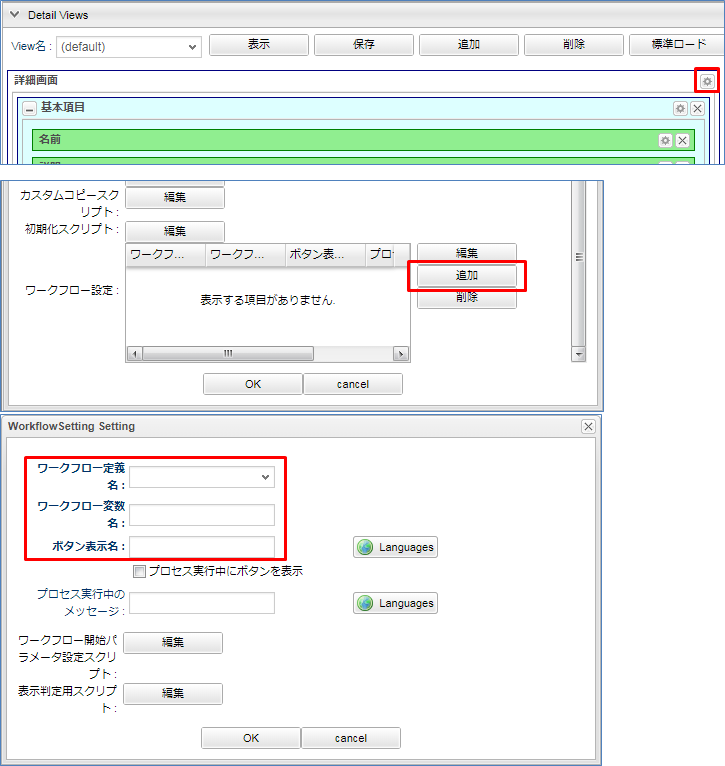 Detail Views
View名 : (default) 表示 保存 追加 削除 標準ロード
詳細画面
基本項目
名前
カスタムコピースク
リプト :
編集
初期化スクリプト :
編集
ワークフ... ワークフ... ボタン表... プロ
編集
追加
ワークフロー設定 :
表示する項目がありません.
削除
OK cancel
WorkflowSetting Setting
ワークフロー定義
名 :
ワークフロー変数
名 :
ボタン表示名 :
Languages
プロセス実行中にボタンを表示
プロセス実行中の
メッセージ :
Languages
ワークフロー開始パ
ラメータ設定スクリ
プト :
編集
表示判定用スクリプ
ト :
編集
OK cancel